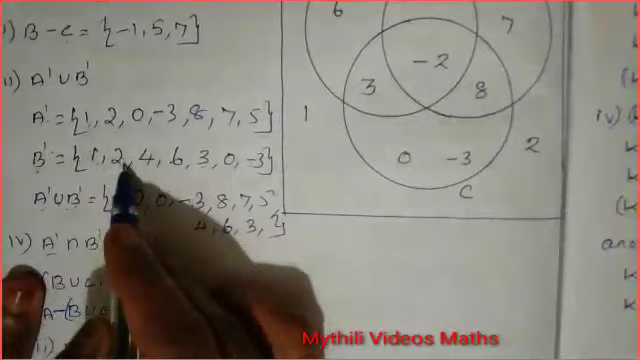 ) B - C = {-1, 5, 7}
ii) A' ∪ B'
A' = {1, 2, 0, -3, 8, 7, 5}
B' = {1, 2, 4, 6, 3, 0, -3}
A' ∪ B' = { 0, -3, 8, 7, 5
4, 6, 3, }
iv) A' ∩ B'
(B ∪ C
A - (B ∪ C
6
7
-2
3
8
1
2
0 -3
C
iv) (
(
Mythili Videos Maths